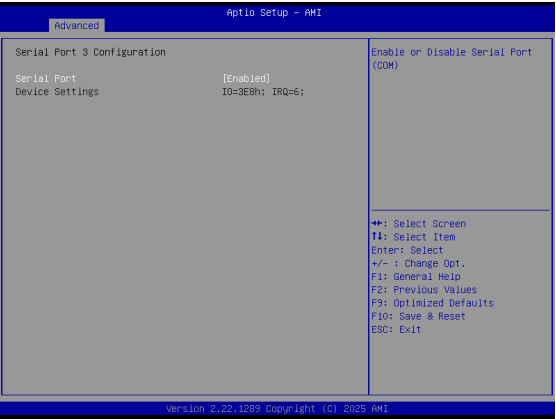 Aptio Setup - AMI
Advanced
Serial Port 3 Configuration
Serial Port [Enabled]
Device Settings IO=3E8h; IRQ=6;
Enable or Disable Serial Port
(COM)
→←: Select Screen
↑↓: Select Item
Enter: Select
+/- : Change Opt.
F1: General Help
F2: Previous Values
F9: Optimized Defaults
F10: Save & Reset
ESC: Exit
Version 2.22.1289 Copyright (C) 2025 AMI